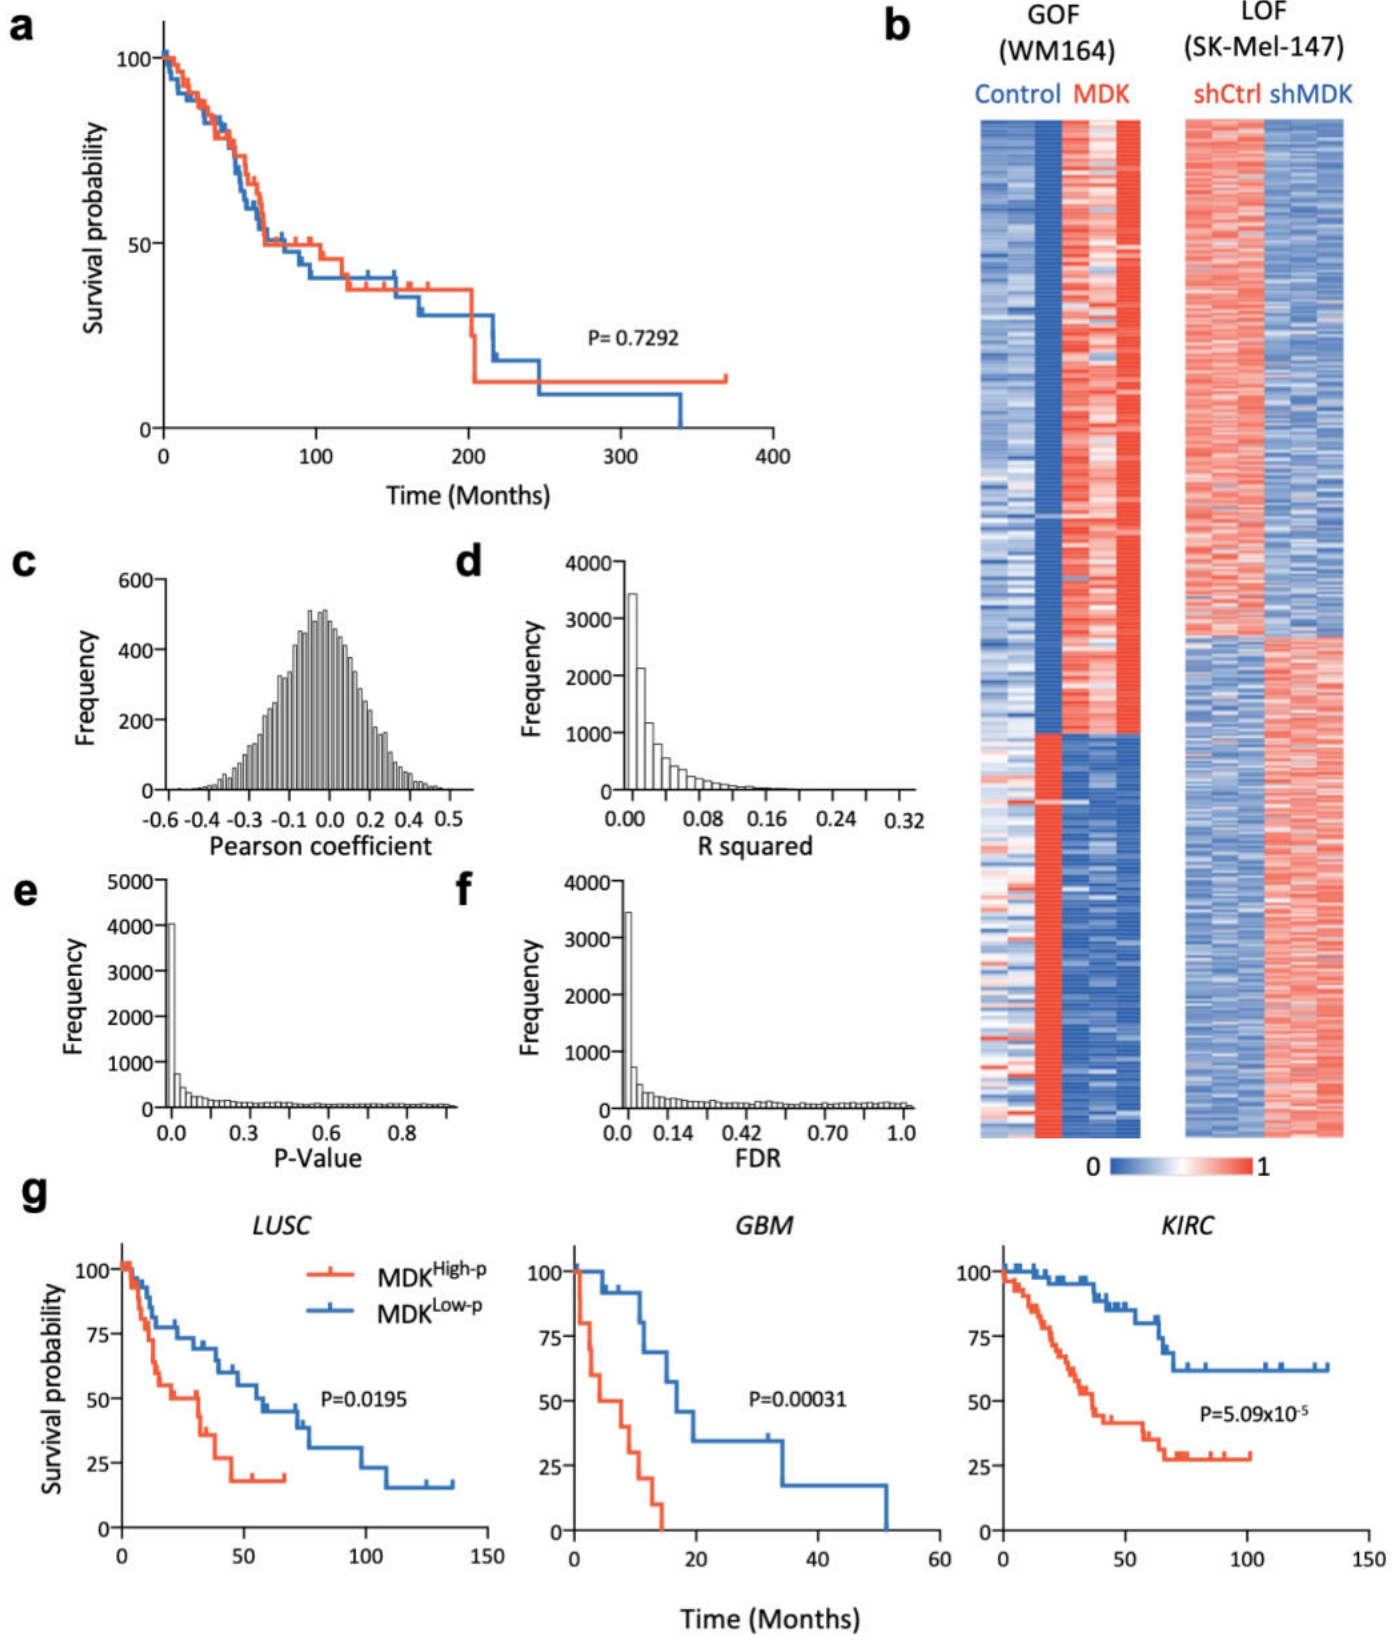 a
100
50
0
Survival probability
P= 0.7292
0 100 200 300 400
Time (Months)
b
GOF
(WM164)
LOF
(SK-Mel-147)
Control MDK
shCtrl shMDK
0 1
c
600
400
200
0
Frequency
-0.6 -0.4 -0.3 -0.1 0.0 0.2 0.4 0.5
Pearson coefficient
d
4000
3000
2000
1000
0
Frequency
0.00 0.08 0.16 0.24 0.32
R squared
e
5000
4000
3000
2000
1000
0
Frequency
0.0 0.3 0.6 0.8
P-Value
f
4000
3000
2000
1000
0
Frequency
0.0 0.14 0.42 0.70 1.0
FDR
g
LUSC
MDK^High-p
MDK^Low-p
100
75
50
25
0
Survival probability
P=0.0195
0 50 100 150
GBM
100
75
50
25
0
P=0.00031
0 20 40 60
KIRC
100
75
50
25
0
P=5.09x10^-5
0 50 100 150
Time (Months)